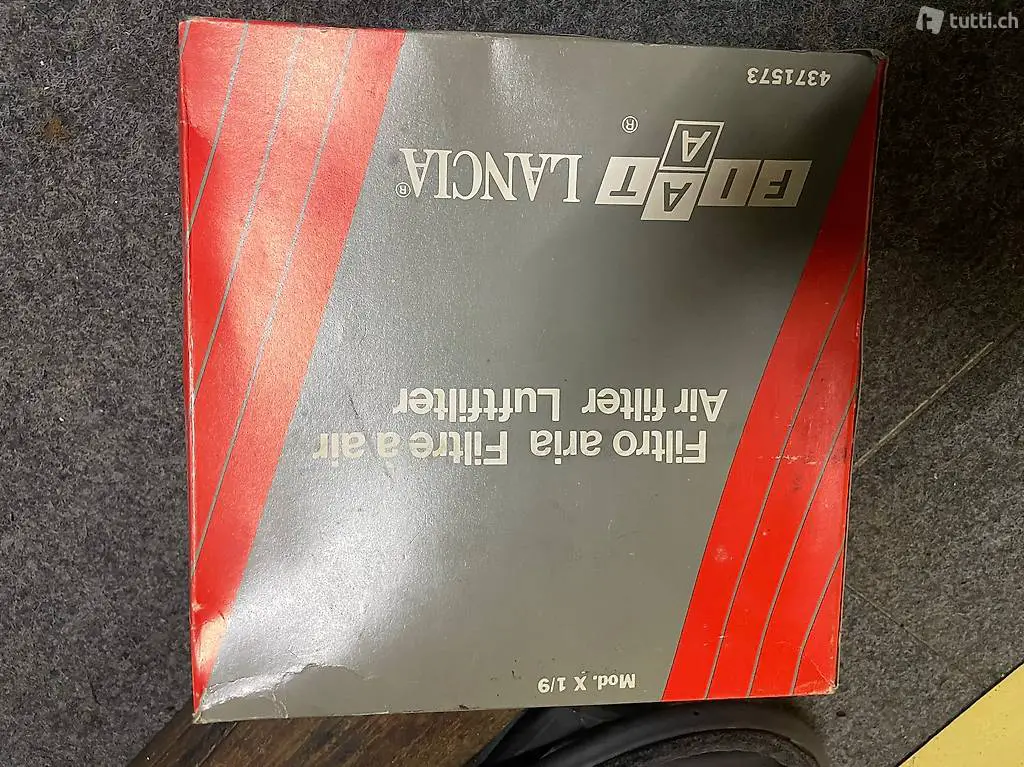 tutti.ch
4371573
FIAT LANCIA®
A ®
Filtro aria Filtre à air
Air filter Luftfilter
Mod. X 1/9